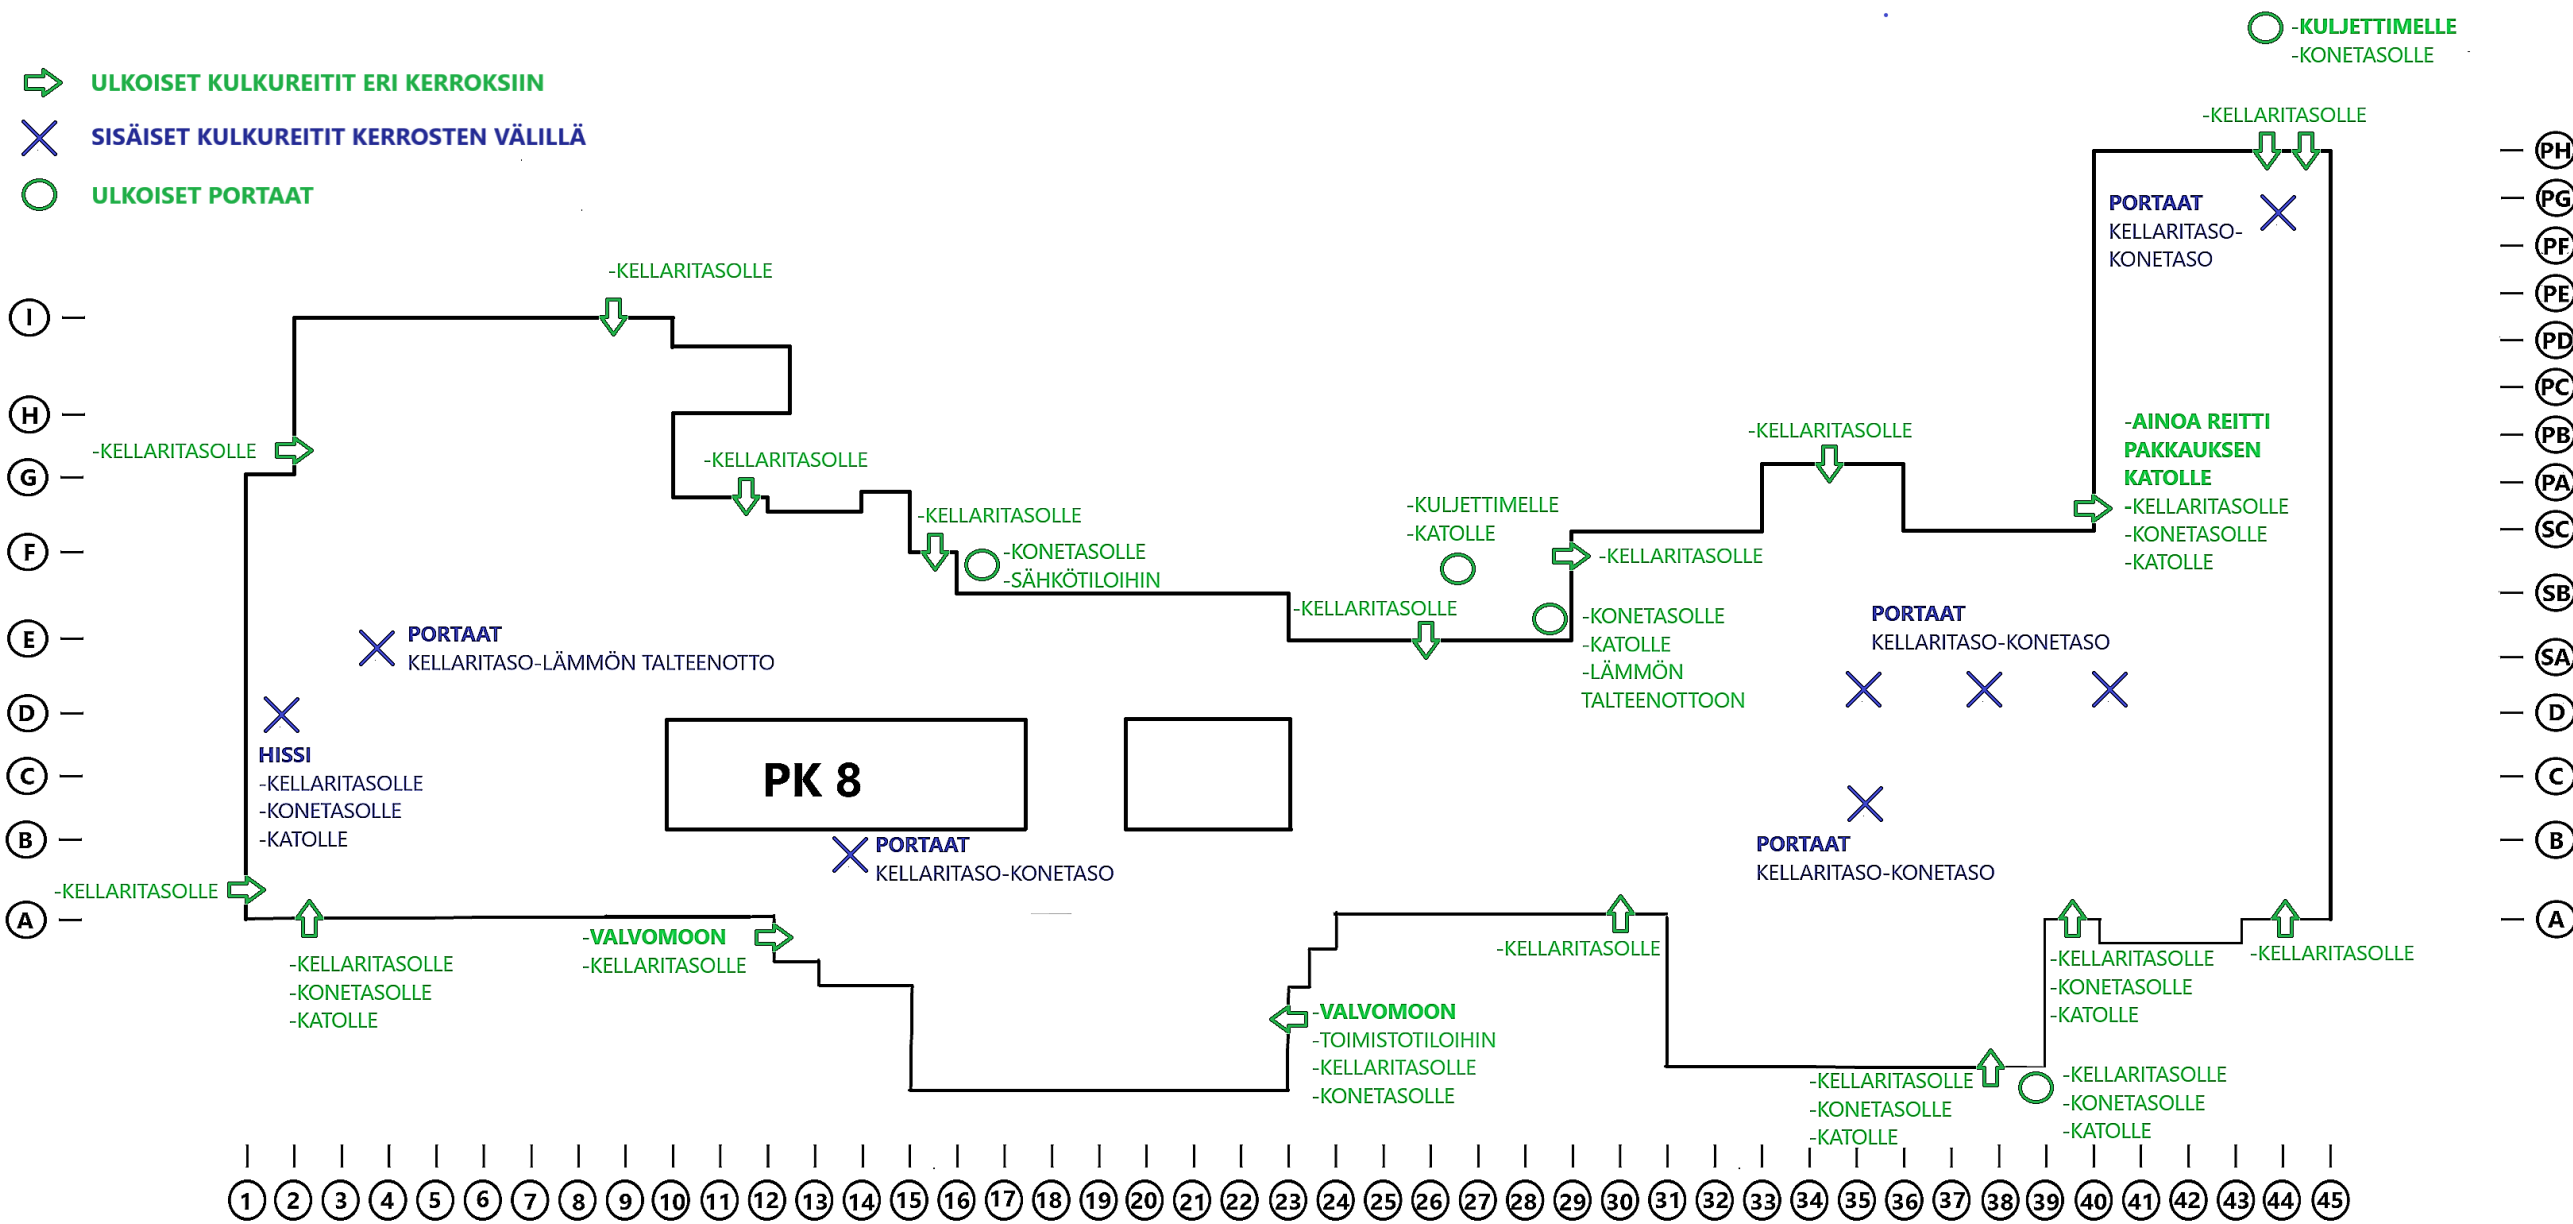 -KULJETTIMELLE
-KONETASOLLE
ULKOISET KULKUREITIT ERI KERROKSIIN
SISÄISET KULKUREITIT KERROSTEN VÄLILLÄ
ULKOISET PORTAAT
-KELLARITASOLLE
PH
PG
PF
PE
PD
PC
PB
PA
SC
SB
SA
D
C
B
A
PORTAAT
KELLARITASO-
KONETASO
-KELLARITASOLLE
I
H
G
F
E
D
C
B
A
-KELLARITASOLLE
-KELLARITASOLLE
-KELLARITASOLLE
-KONETASOLLE
-SÄHKÖTILOIHIN
-KULJETTIMELLE
-KATOLLE
-KELLARITASOLLE
-KELLARITASOLLE
-KELLARITASOLLE
-AINOA REITTI
PAKKAUKSEN
KATOLLE
-KELLARITASOLLE
-KONETASOLLE
-KATOLLE
-KONETASOLLE
-KATOLLE
-LÄMMÖN
TALTEENOTTOON
PORTAAT
KELLARITASO-KONETASO
PORTAAT
KELLARITASO-LÄMMÖN TALTEENOTTO
HISSI
-KELLARITASOLLE
-KONETASOLLE
-KATOLLE
PK 8
PORTAAT
KELLARITASO-KONETASO
PORTAAT
KELLARITASO-KONETASO
-KELLARITASOLLE
-KELLARITASOLLE
-KONETASOLLE
-KATOLLE
-VALVOMOON
-KELLARITASOLLE
-VALVOMOON
-TOIMISTOTILOIHIN
-KELLARITASOLLE
-KONETASOLLE
-KELLARITASOLLE
-KELLARITASOLLE
-KONETASOLLE
-KATOLLE
-KELLARITASOLLE
-KELLARITASOLLE
-KONETASOLLE
-KATOLLE
-KELLARITASOLLE
-KONETASOLLE
-KATOLLE
1 2 3 4 5 6 7 8 9 10 11 12 13 14 15 16 17 18 19 20 21 22 23 24 25 26 27 28 29 30 31 32 33 34 35 36 37 38 39 40 41 42 43 44 45